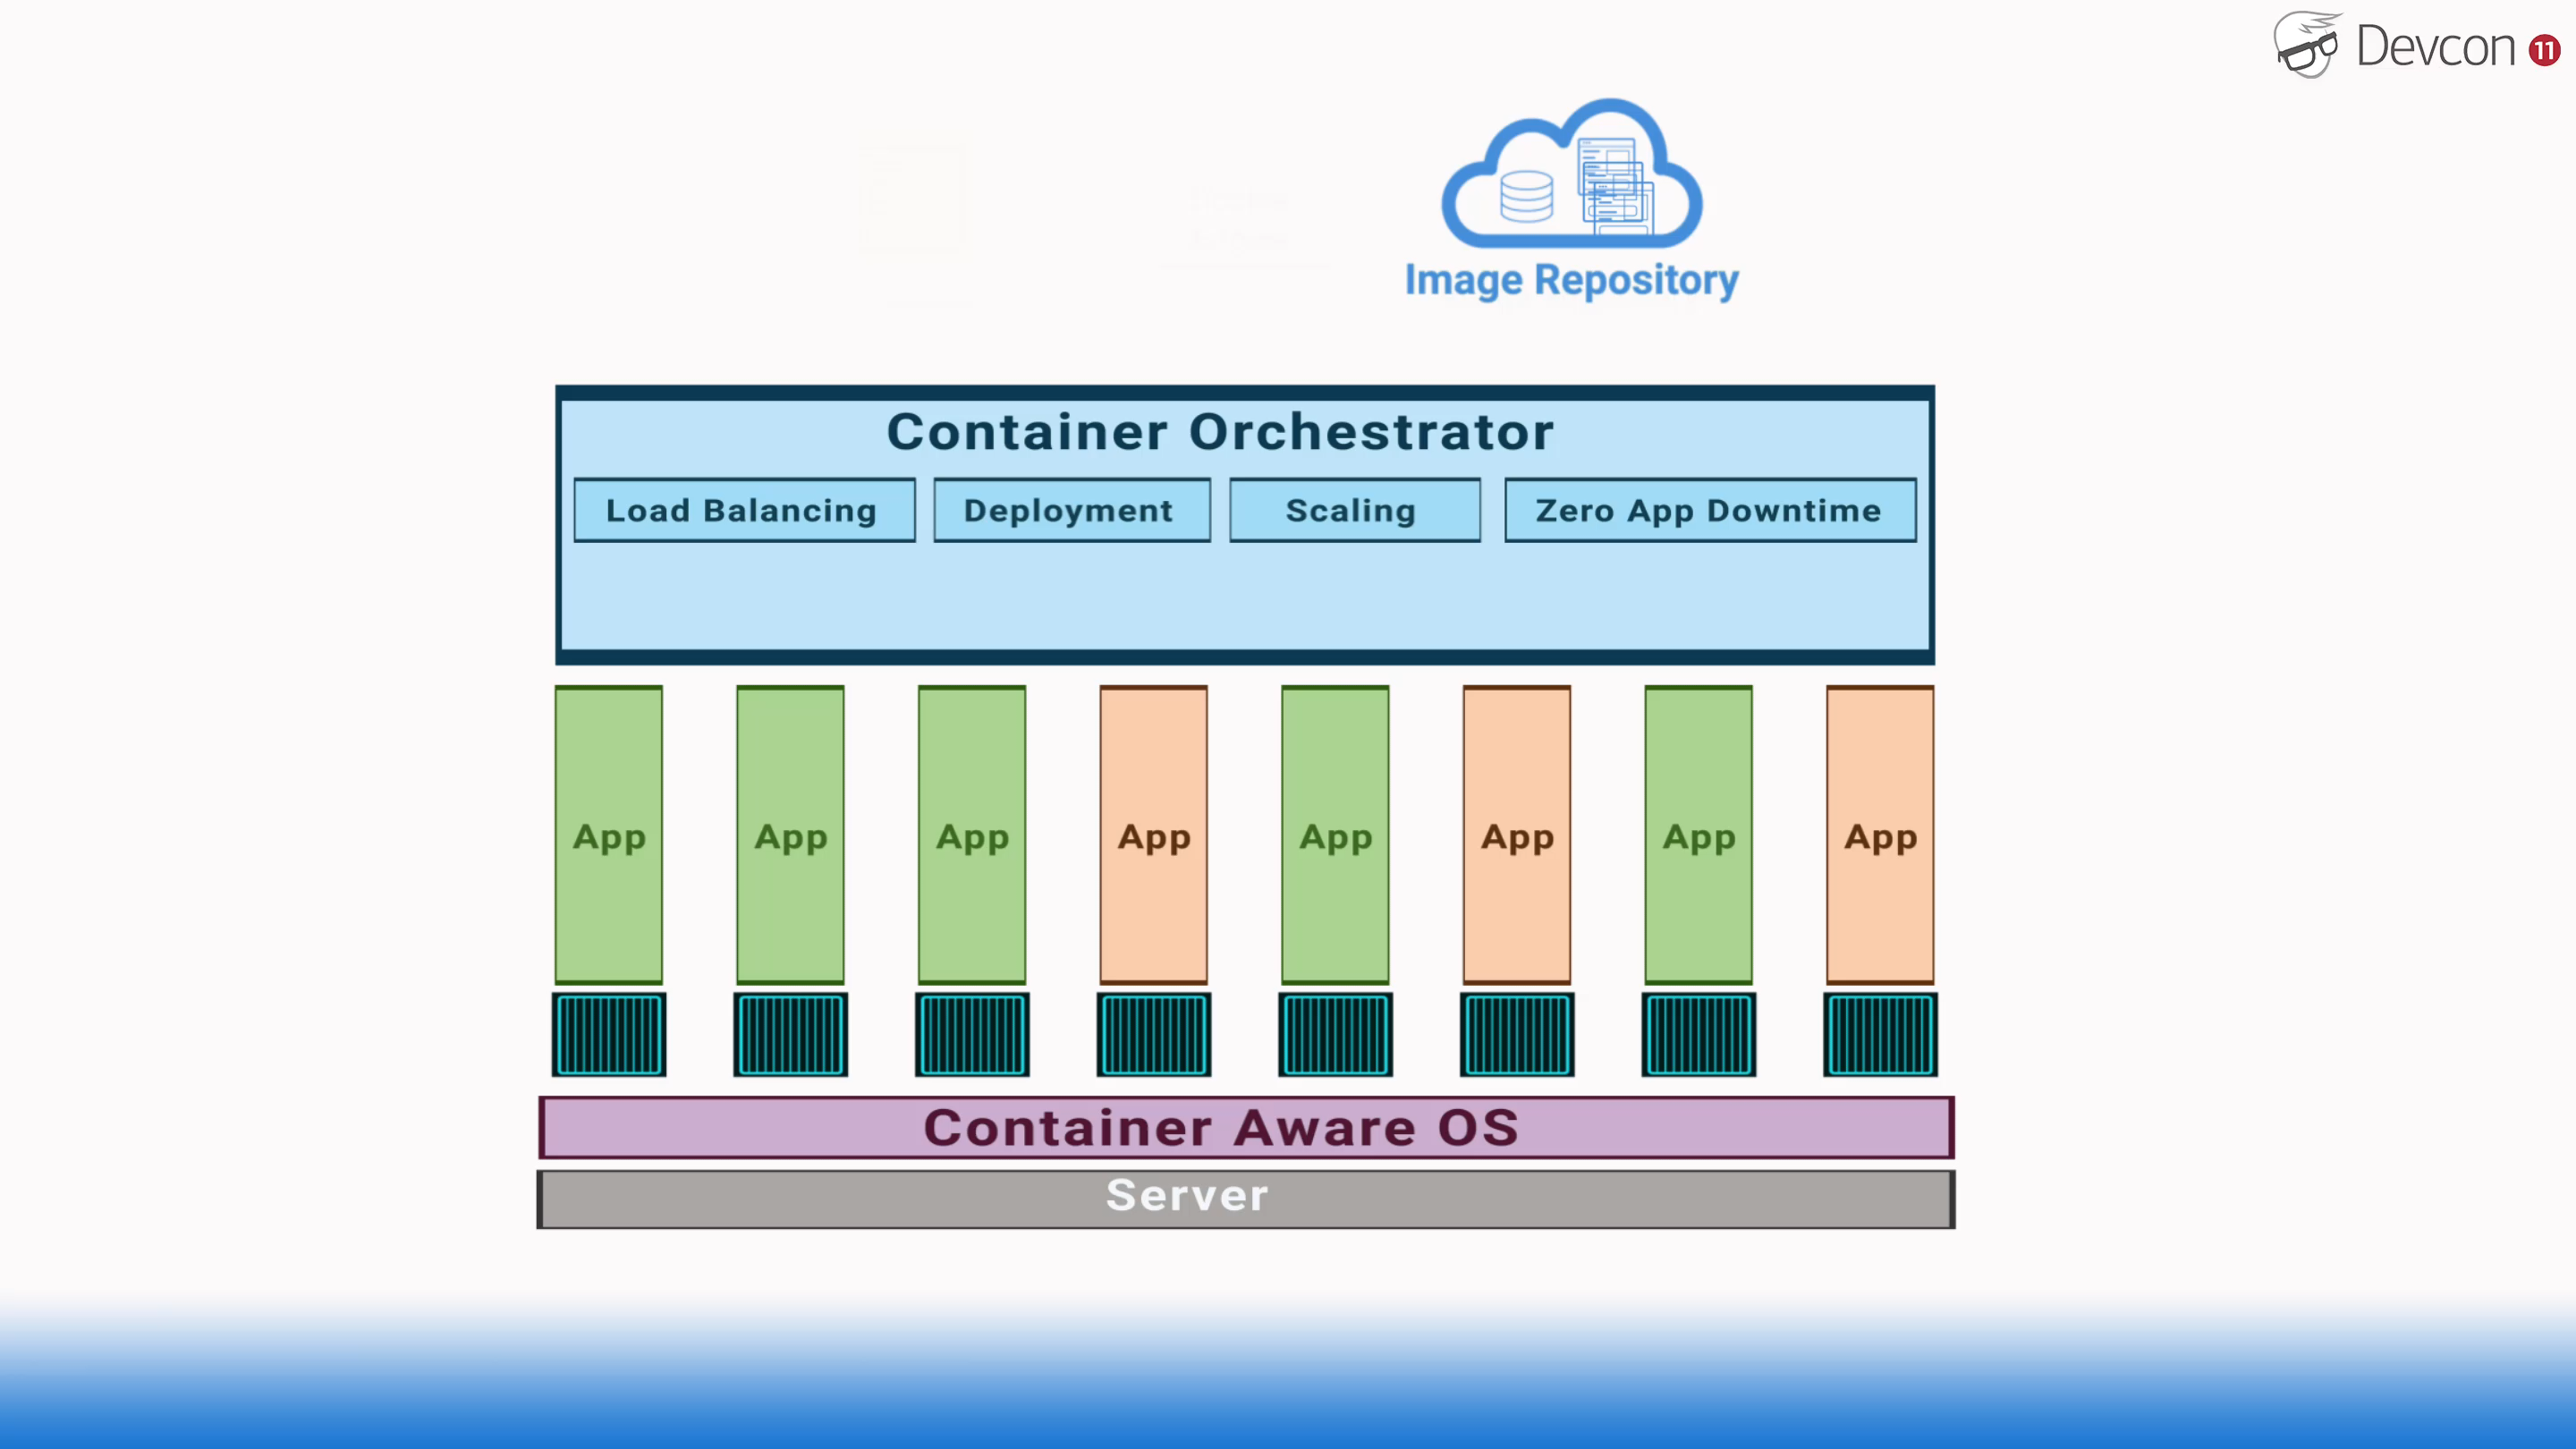 Devcon 11
Image Repository
Container Orchestrator
Load Balancing
Deployment
Scaling
Zero App Downtime
App
App
App
App
App
App
App
App
Container Aware OS
Server